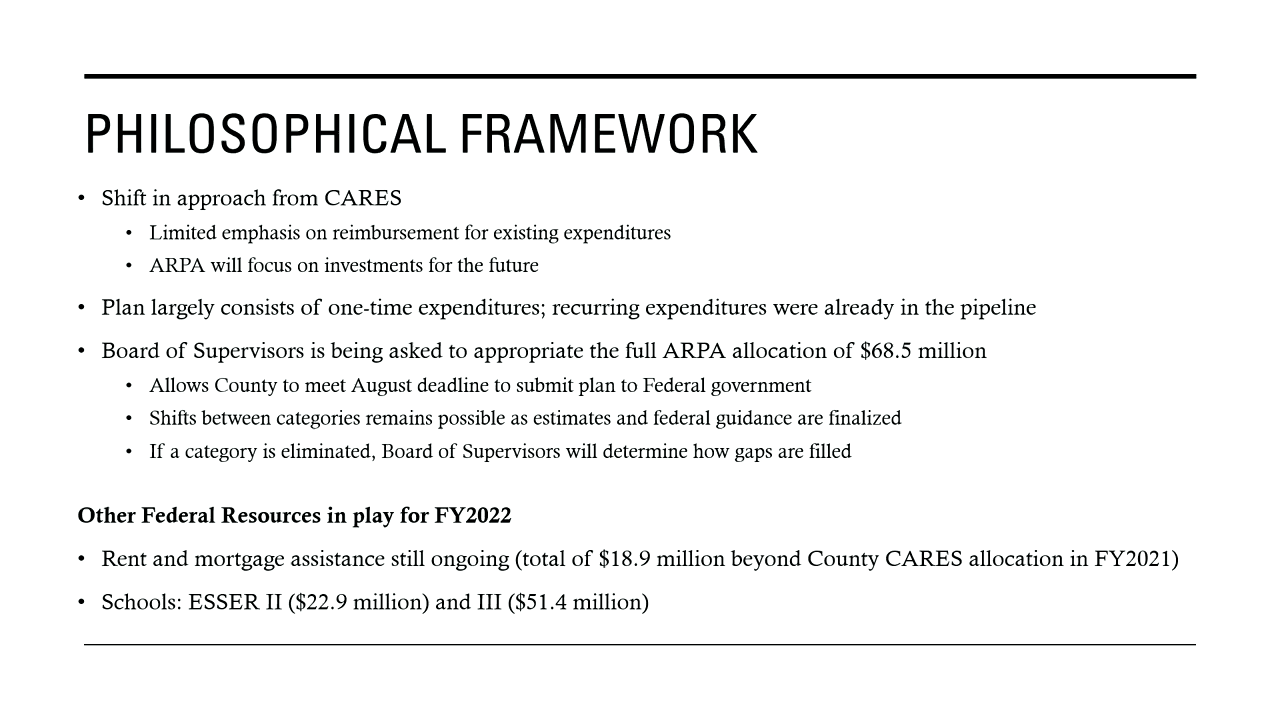 PHILOSOPHICAL FRAMEWORK
• Shift in approach from CARES
• Limited emphasis on reimbursement for existing expenditures
• ARPA will focus on investments for the future
• Plan largely consists of one-time expenditures; recurring expenditures were already in the pipeline
• Board of Supervisors is being asked to appropriate the full ARPA allocation of $68.5 million
• Allows County to meet August deadline to submit plan to Federal government
• Shifts between categories remains possible as estimates and federal guidance are finalized
• If a category is eliminated, Board of Supervisors will determine how gaps are filled
Other Federal Resources in play for FY2022
• Rent and mortgage assistance still ongoing (total of $18.9 million beyond County CARES allocation in FY2021)
• Schools: ESSER II ($22.9 million) and III ($51.4 million)